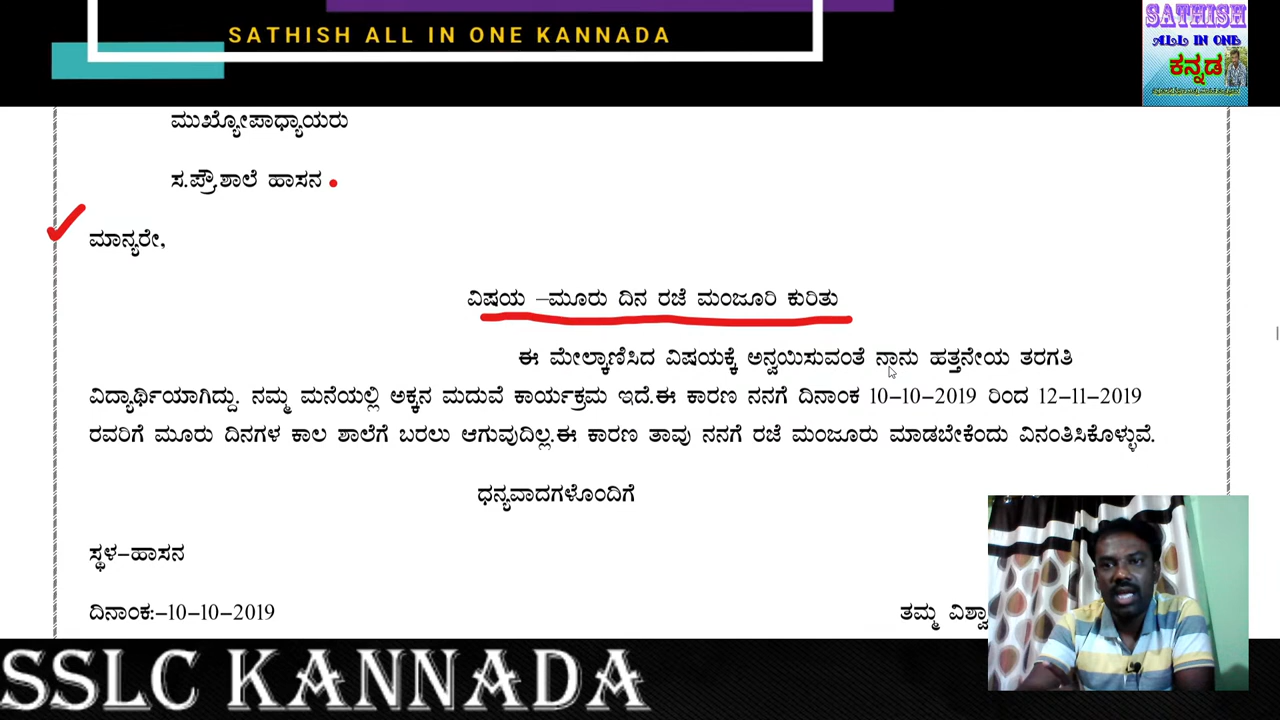 SATHISH ALL IN ONE KANNADA
SATHISH
ALL IN ONE
ಕನ್ನಡ
ಮುಖ್ಯೋಪಾಧ್ಯಾಯರು
ಸ.ಪ್ರೌ.ಶಾಲೆ ಹಾಸನ
ಮಾನ್ಯರೇ,
ವಿಷಯ –ಮೂರು ದಿನ ರಜೆ ಮಂಜೂರಿ ಕುರಿತು
ಈ ಮೇಲ್ಕಾಣಿಸಿದ ವಿಷಯಕ್ಕೆ ಅನ್ವಯಿಸುವಂತೆ ನಾನು ಹತ್ತನೇಯ ತರಗತಿ
ವಿದ್ಯಾರ್ಥಿಯಾಗಿದ್ದು. ನಮ್ಮ ಮನೆಯಲ್ಲಿ ಅಕ್ಕನ ಮದುವೆ ಕಾರ್ಯಕ್ರಮ ಇದೆ.ಈ ಕಾರಣ ನನಗೆ ದಿನಾಂಕ 10-10-2019 ರಿಂದ 12-11-2019
ರವರಿಗೆ ಮೂರು ದಿನಗಳ ಕಾಲ ಶಾಲೆಗೆ ಬರಲು ಆಗುವುದಿಲ್ಲ.ಈ ಕಾರಣ ತಾವು ನನಗೆ ರಜೆ ಮಂಜೂರು ಮಾಡಬೇಕೆಂದು ವಿನಂತಿಸಿಕೊಳ್ಳುವೆ.
ಧನ್ಯವಾದಗಳೊಂದಿಗೆ
ಸ್ಥಳ-ಹಾಸನ
ದಿನಾಂಕ:-10-10-2019
ತಮ್ಮ ವಿಶ್ವಾ
SSLC KANNADA